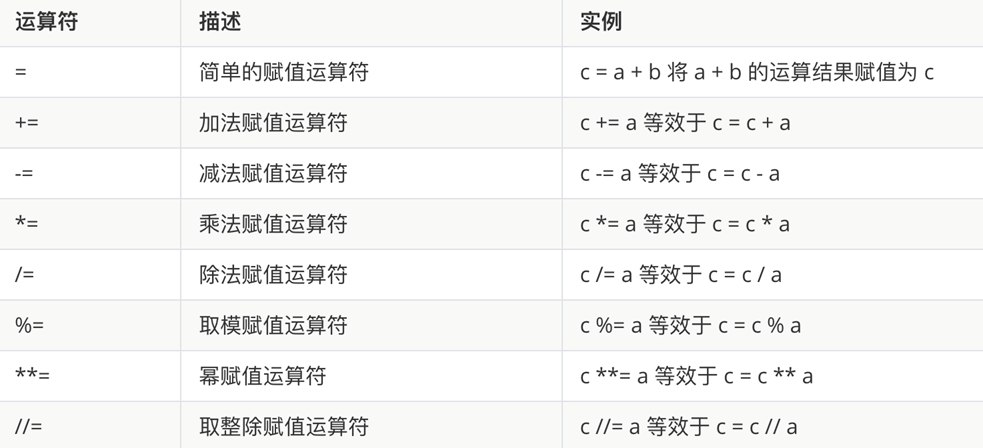 运算符 描述 实例
= 简单的赋值运算符 c = a + b 将 a + b 的运算结果赋值为 c
+= 加法赋值运算符 c += a 等效于 c = c + a
-= 减法赋值运算符 c -= a 等效于 c = c - a
*= 乘法赋值运算符 c *= a 等效于 c = c * a
/= 除法赋值运算符 c /= a 等效于 c = c / a
%= 取模赋值运算符 c %= a 等效于 c = c % a
**= 幂赋值运算符 c **= a 等效于 c = c ** a
//= 取整除赋值运算符 c //= a 等效于 c = c // a